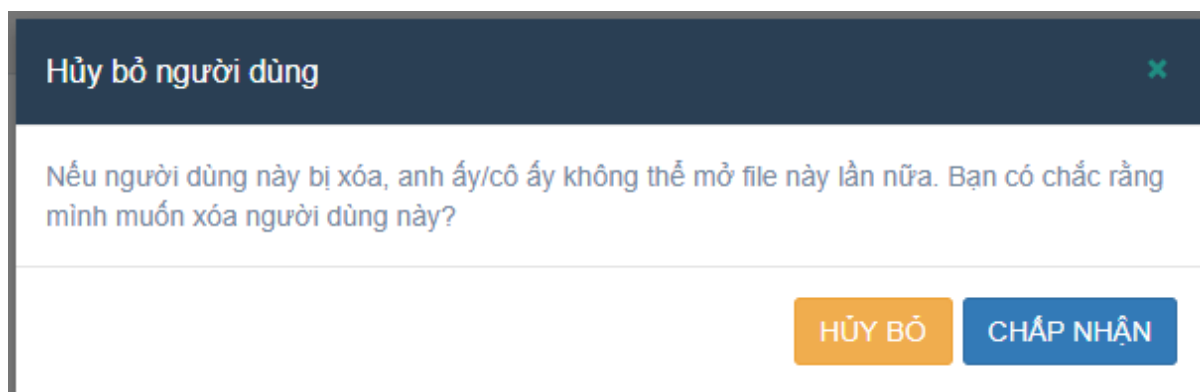 Hủy bỏ người dùng
Nếu người dùng này bị xóa, anh ấy/cô ấy không thể mở file này lần nữa. Bạn có chắc rằng
mình muốn xóa người dùng này?
HỦY BỎ CHẤP NHẬN